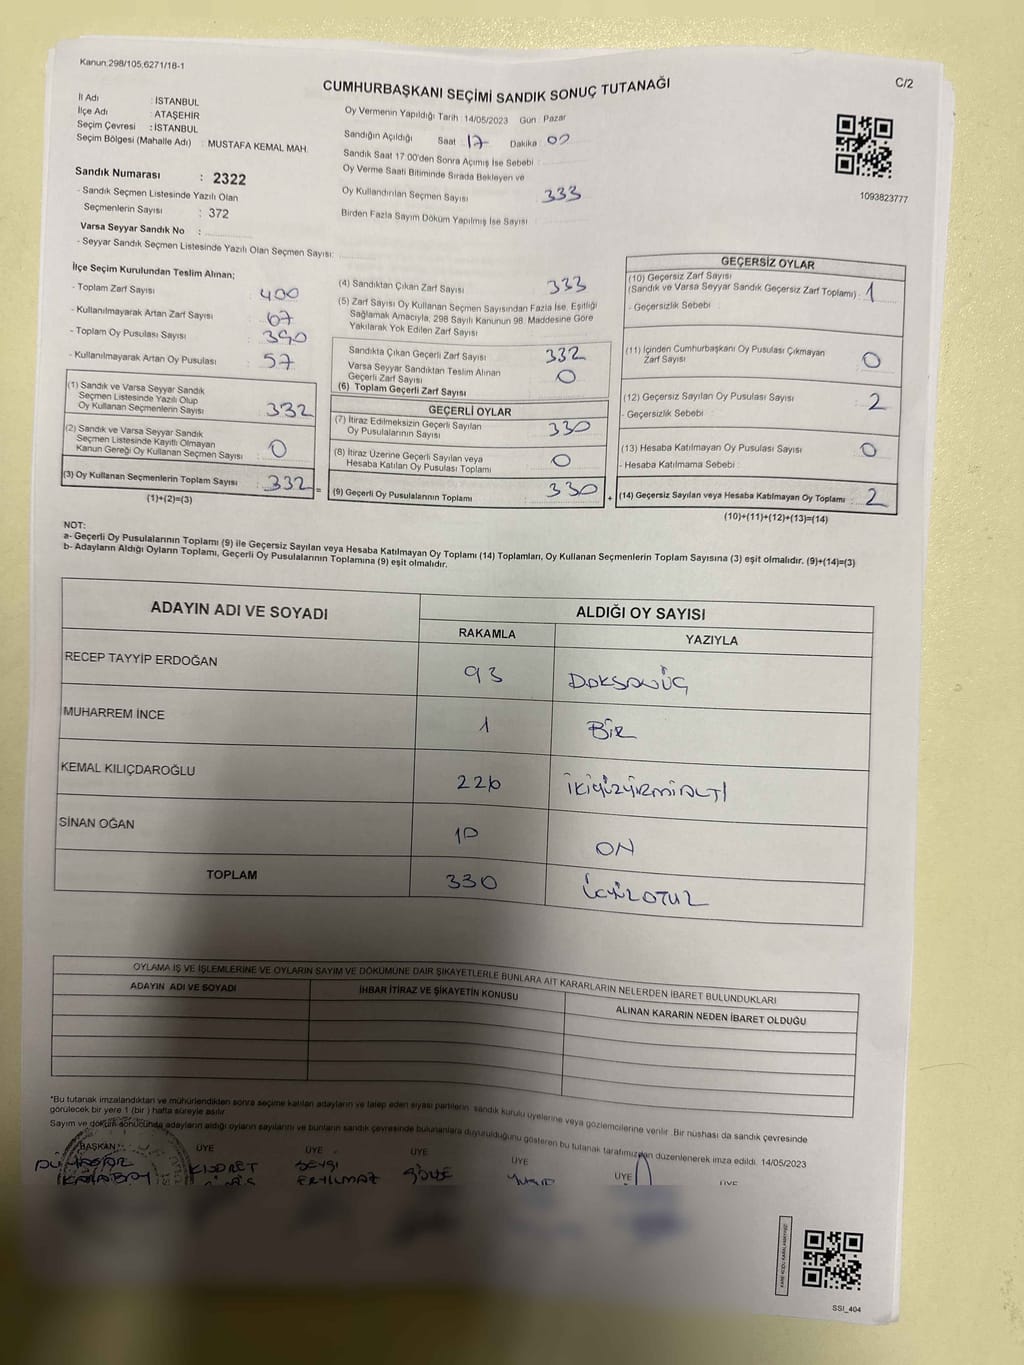 Kanun:298/105,6271/18-1
C/2
CUMHURBAŞKANI SEÇİMİ SANDIK SONUÇ TUTANAĞI
İl Adı : İSTANBUL
İlçe Adı : ATAŞEHİR
Seçim Çevresi : İSTANBUL
Seçim Bölgesi (Mahalle Adı) : MUSTAFA KEMAL MAH.
Sandık Numarası : 2322
- Sandık Seçmen Listesinde Yazılı Olan
Seçmenlerin Sayısı : 372
Varsa Seyyar Sandık No :
- Seyyar Sandık Seçmen Listesinde Yazılı Olan Seçmen Sayısı:
Oy Vermenin Yapıldığı Tarih : 14/05/2023 Gün : Pazar
Sandığın Açıldığı Saat : 17 Dakika : 00
Sandık Saat 17.00'den Sonra Açımış İse Sebebi :
Oy Verme Saati Bitiminde Sırada Bekleyen ve
Oy Kullandırılan Seçmen Sayısı : 333
Birden Fazla Sayım Döküm Yapılmış İse Sayısı :
1093823777
İlçe Seçim Kurulundan Teslim Alınan;
- Toplam Zarf Sayısı : 400
- Kullanılmayarak Artan Zarf Sayısı : 67
- Toplam Oy Pusulası Sayısı : 390
- Kullanılmayarak Artan Oy Pusulası : 57
(1) Sandık ve Varsa Seyyar Sandık
Seçmen Listesinde Yazılı Olup
Oy Kullanan Seçmenlerin Sayısı : 332
(2) Sandık ve Varsa Seyyar Sandık
Seçmen Listesinde Kayıtlı Olmayan
Kanun Gereği Oy Kullanan Seçmen Sayısı : 0
(3) Oy Kullanan Seçmenlerin Toplam Sayısı : 332 =
(1)+(2)=(3)
(4) Sandıktan Çıkan Zarf Sayısı : 333
(5) Zarf Sayısı Oy Kullanan Seçmen Sayısından Fazla İse, Eşitliği
Sağlamak Amacıyla, 298 Sayılı Kanunun 98. Maddesine Göre
Yakılarak Yok Edilen Zarf Sayısı :
Sandıkta Çıkan Geçerli Zarf Sayısı : 332
Varsa Seyyar Sandıktan Teslim Alınan
Geçerli Zarf Sayısı : 0
(6) Toplam Geçerli Zarf Sayısı
GEÇERLİ OYLAR
(7) İtiraz Edilmeksizin Geçerli Sayılan
Oy Pusulalarının Sayısı : 330
(8) İtiraz Üzerine Geçerli Sayılan veya
Hesaba Katılan Oy Pusulası Toplamı : 0
(9) Geçerli Oy Pusulalarının Toplamı : 330 +
GEÇERSİZ OYLAR
(10) Geçersiz Zarf Sayısı
(Sandık ve Varsa Seyyar Sandık Geçersiz Zarf Toplamı) : 1
- Geçersizlik Sebebi :
(11) İçinden Cumhurbaşkanı Oy Pusulası Çıkmayan
Zarf Sayısı : 0
(12) Geçersiz Sayılan Oy Pusulası Sayısı : 2
- Geçersizlik Sebebi :
(13) Hesaba Katılmayan Oy Pusulası Sayısı : 0
- Hesaba Katılmama Sebebi :
(14) Geçersiz Sayılan veya Hesaba Katılmayan Oy Toplamı : 2
(10)+(11)+(12)+(13)=(14)
NOT:
a- Geçerli Oy Pusulalarının Toplamı (9) ile Geçersiz Sayılan veya Hesaba Katılmayan Oy Toplamı (14) Toplamları, Oy Kullanan Seçmenlerin Toplam Sayısına (3) eşit olmalıdır. (9)+(14)=(3)
b- Adayların Aldığı Oyların Toplamı, Geçerli Oy Pusulalarının Toplamına (9) eşit olmalıdır.
ADAYIN ADI VE SOYADI ALDIĞI OY SAYISI
RAKAMLA YAZIYLA
RECEP TAYYİP ERDOĞAN 93 DOKSANÜÇ
MUHARREM İNCE 1 BİR
KEMAL KILIÇDAROĞLU 226 İKİYÜZYİRMİALTI
SİNAN OĞAN 10 ON
TOPLAM 330 ÜÇYÜZOTUZ
OYLAMA İŞ VE İŞLEMLERİNE VE OYLARIN SAYIM VE DÖKÜMÜNE DAİR ŞİKAYETLERLE BUNLARA AİT KARARLARIN NELERDEN İBARET BULUNDUKLARI
ADAYIN ADI VE SOYADI İHBAR İTİRAZ VE ŞİKAYETİN KONUSU ALINAN KARARIN NEDEN İBARET OLDUĞU
*Bu tutanak imzalandıktan ve mühürlendikten sonra seçime katılan adayların ve talep eden siyasi partilerin sandık kurulu üyelerine veya gözlemcilerine verilir. Bir nüshası da sandık çevresinde
görülecek bir yere 1 (bir ) hafta süreyle asılır.
Sayım ve döküm sonucunda adayların aldığı oyların sayılarını ve bunların sandık çevresinde bulunanlara duyurulduğunu gösteren bu tutanak tarafımızdan düzenlenerek imza edildi. 14/05/2023
BAŞKAN ÜYE ÜYE ÜYE ÜYE ÜYE ÜYE
KUDRET SEVGİ
ERYILMAZ
SSI_404